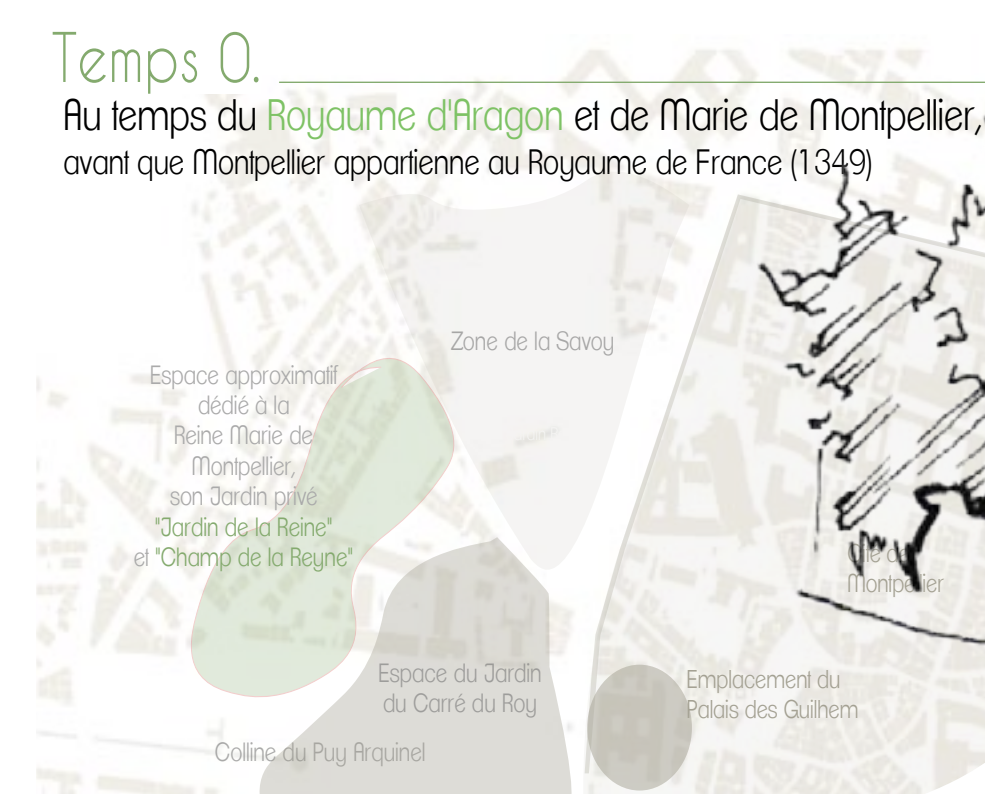 Temps 0.
Au temps du Royaume d'Aragon et de Marie de Montpellier,
avant que Montpellier appartienne au Royaume de France (1349)
Zone de la Savoy
Espace approximatif
dédié à la
Reine Marie de
Montpellier,
son Jardin privé
"Jardin de la Reine"
et "Champ de la Reyne"
de
Montpellier
Espace du Jardin
du Carré du Roy
Emplacement du
Palais des Guilhem
Colline du Puy Arquinel